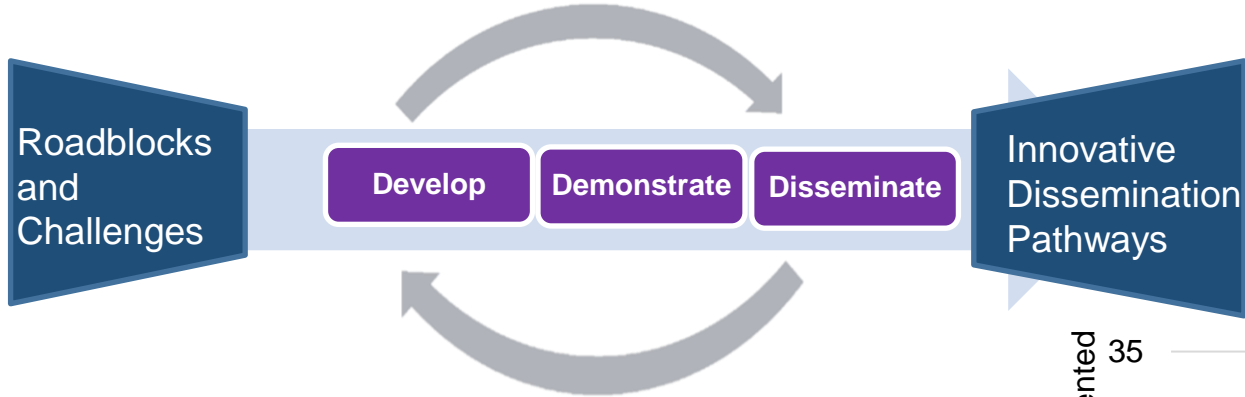 Roadblocks
and
Challenges
Develop
Demonstrate
Disseminate
Innovative
Dissemination
Pathways
35